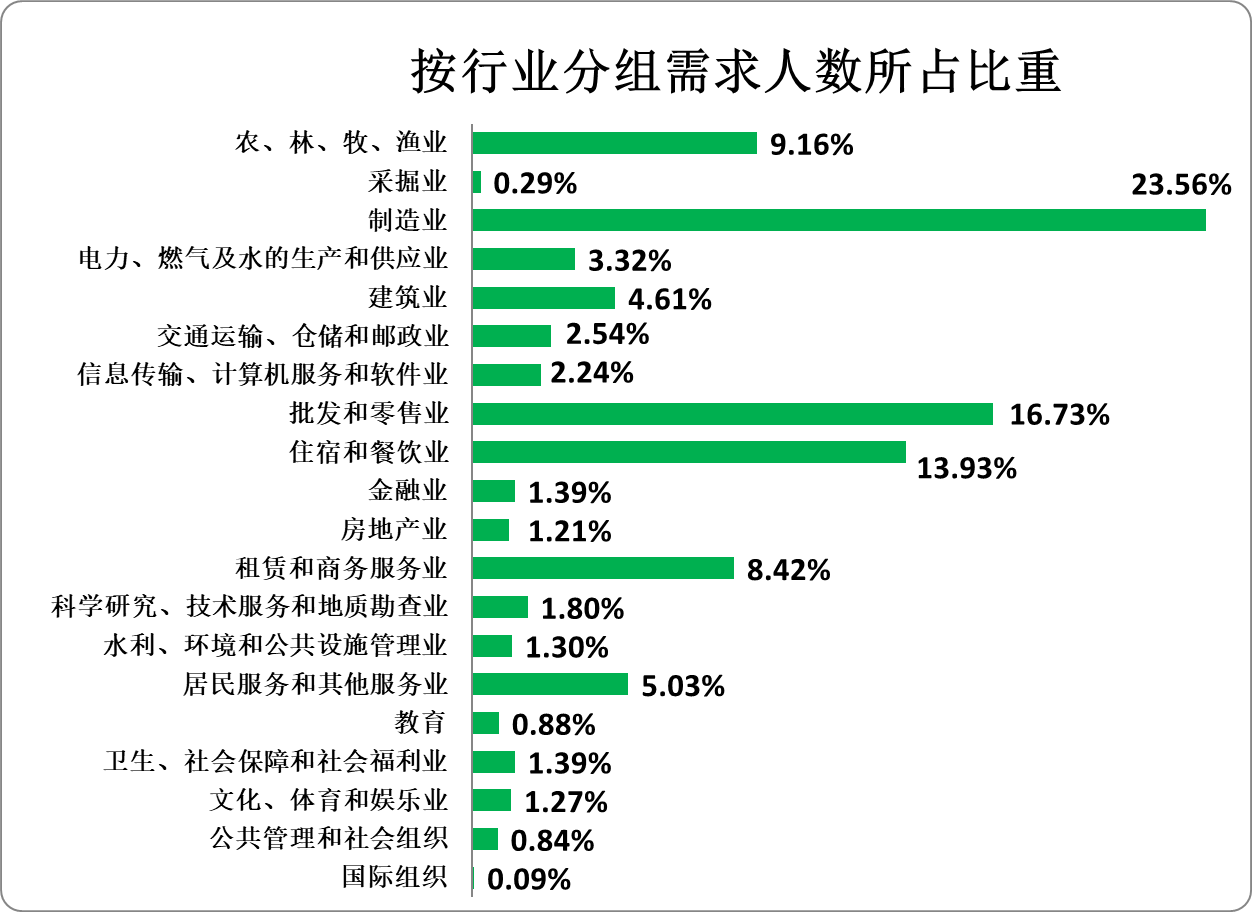 按行业分组需求人数所占比重
农、林、牧、渔业 9.16%
采掘业 0.29%
制造业 23.56%
电力、燃气及水的生产和供应业 3.32%
建筑业 4.61%
交通运输、仓储和邮政业 2.54%
信息传输、计算机服务和软件业 2.24%
批发和零售业 16.73%
住宿和餐饮业 13.93%
金融业 1.39%
房地产业 1.21%
租赁和商务服务业 8.42%
科学研究、技术服务和地质勘查业 1.80%
水利、环境和公共设施管理业 1.30%
居民服务和其他服务业 5.03%
教育 0.88%
卫生、社会保障和社会福利业 1.39%
文化、体育和娱乐业 1.27%
公共管理和社会组织 0.84%
国际组织 0.09%